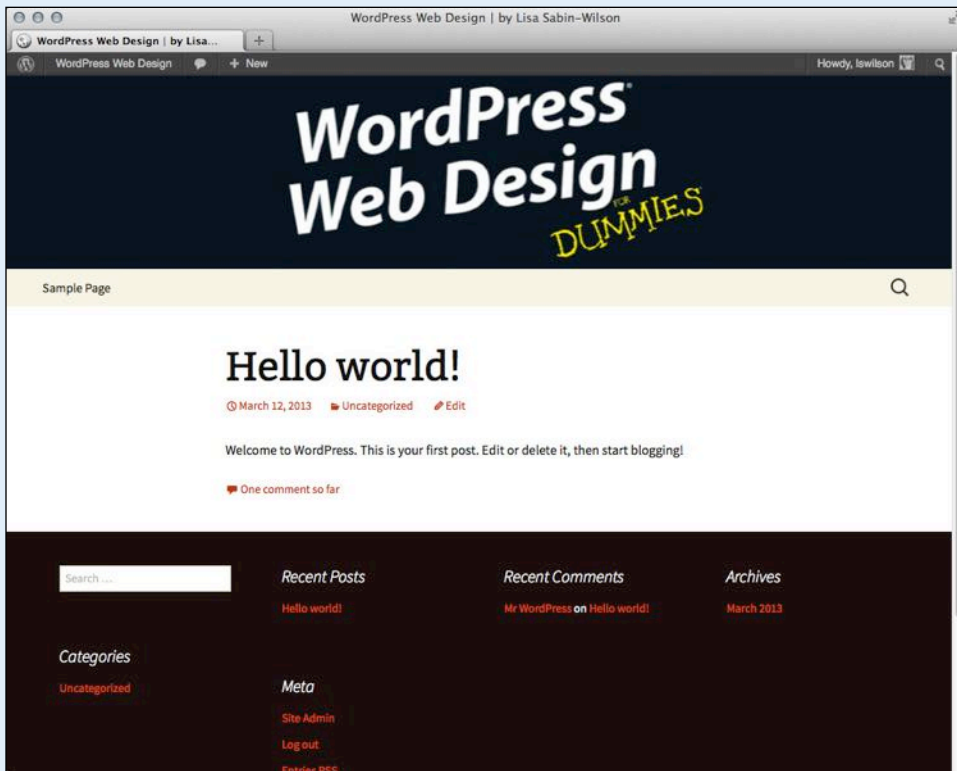 WordPress Web Design | by Lisa Sabin-Wilson
WordPress Web Design | by Lisa...
WordPress Web Design + New Howdy, lswilson
WordPress®
Web Design
FOR
DUMMIES
Sample Page
Hello world!
March 12, 2013 Uncategorized Edit
Welcome to WordPress. This is your first post. Edit or delete it, then start blogging!
One comment so far
Search ...
Recent Posts
Hello world!
Recent Comments
Mr WordPress on Hello world!
Archives
March 2013
Categories
Uncategorized
Meta
Site Admin
Log out
Entries RSS